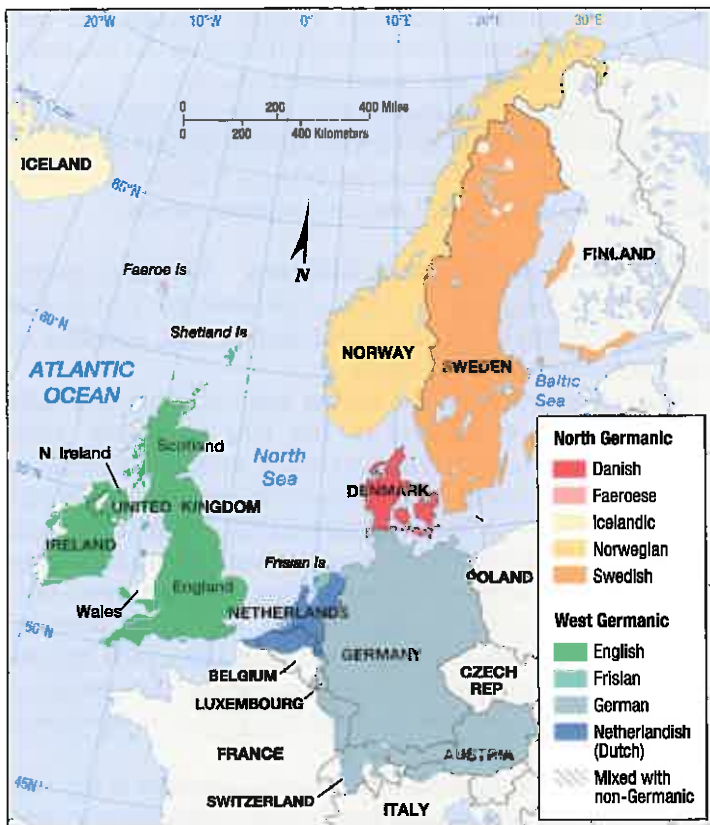 20°W 10°W 0° 10°E 20°E 30°E
0 200 400 Miles
0 200 400 Kilometers
ICELAND
65°N
N
Faeroe Is
FINLAND
60°N
Shetland Is
NORWAY
SWEDEN
ATLANTIC
OCEAN
Baltic
Sea
Scotland
N. Ireland
North
Sea
UNITED KINGDOM
DENMARK
IRELAND
Frisian Is
England
POLAND
Wales
NETHERLANDS
50°N
GERMANY
BELGIUM
CZECH
REP
LUXEMBOURG
FRANCE
AUSTRIA
45°N
SWITZERLAND
ITALY
North Germanic
Danish
Faeroese
Icelandic
Norwegian
Swedish
West Germanic
English
Frisian
German
Netherlandish
(Dutch)
Mixed with
non-Germanic